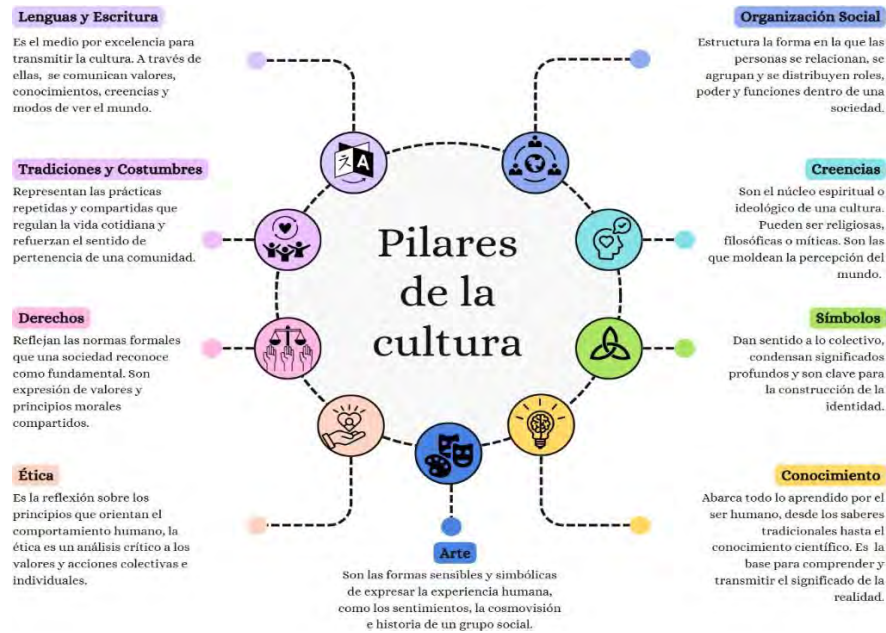 Lenguas y Escritura
Es el medio por excelencia para
transmitir la cultura. A través de
ellas, se comunican valores,
conocimientos, creencias y
modos de ver el mundo.
Tradiciones y Costumbres
Representan las prácticas
repetidas y compartidas que
regulan la vida cotidiana y
refuerzan el sentido de
pertenencia de una comunidad.
Derechos
Reflejan las normas formales
que una sociedad reconoce
como fundamental. Son
expresión de valores y
principios morales
compartidos.
Ética
Es la reflexión sobre los
principios que orientan el
comportamiento humano, la
ética es un análisis crítico a los
valores y acciones colectivas e
individuales.
A
Pilares
de la
cultura
Arte
Son las formas sensibles y simbólicas
de expresar la experiencia humana,
como los sentimientos, la cosmovisión
e historia de un grupo social.
Organización Social
Estructura la forma en la que las
personas se relacionan, se
agrupan y se distribuyen roles,
poder y funciones dentro de una
sociedad.
Creencias
Son el núcleo espiritual o
ideológico de una cultura.
Pueden ser religiosas,
filosóficas o míticas. Son las
que moldean la percepción del
mundo.
Símbolos
Dan sentido a lo colectivo,
condensan significados
profundos y son clave para
la construcción de la
identidad.
Conocimiento
Abarca todo lo aprendido por el
ser humano, desde los saberes
tradicionales hasta el
conocimiento científico. Es la
base para comprender y
transmitir el significado de la
realidad.